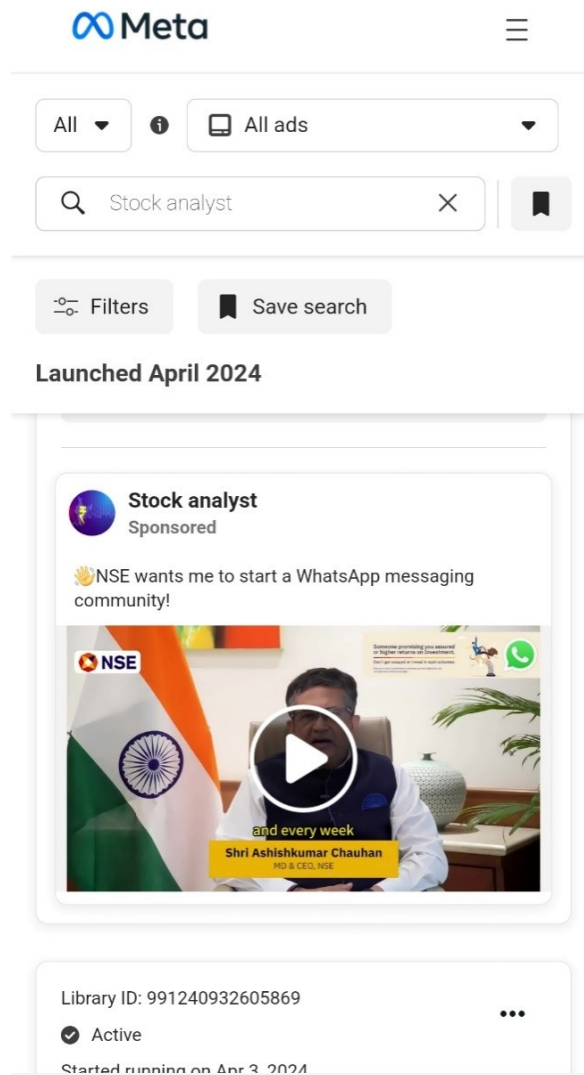 Meta
All
All ads
Stock analyst
Filters
Save search
Launched April 2024
Stock analyst
Sponsored
👋NSE wants me to start a WhatsApp messaging
community!
NSE
Someone promising you assured
or higher returns on Investment.
and every week
Shri Ashishkumar Chauhan
MD & CEO, NSE
Library ID: 991240932605869
Active
Started running on Apr 3, 2024